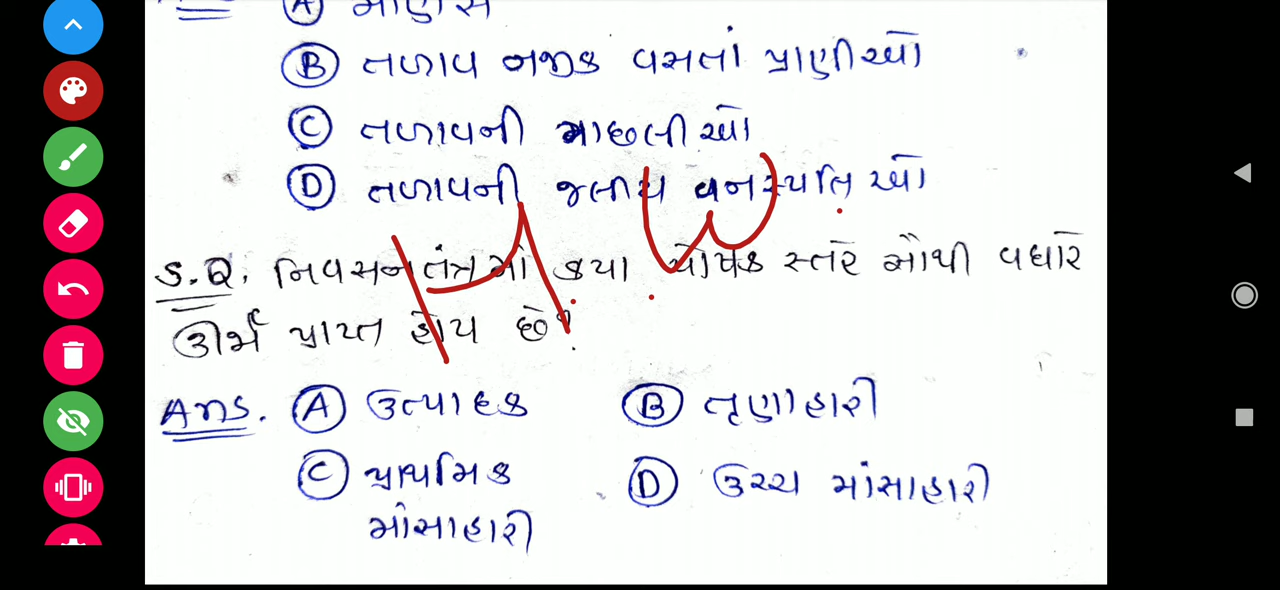 (A) માણસ
(B) તળાવ નજીક વસતાં પ્રાણીઓ
(C) તળાવની માછલીઓ
(D) તળાવની જલીય વનસ્પતિઓ
S.Q. નિવસનતંત્રમાં કયા પોષક સ્તરે સૌથી વધારે
ઊર્જા પ્રાપ્ત હોય છે?
Ans. (A) ઉત્પાદક (B) તૃણાહારી
(C) પ્રાથમિક (D) ઉચ્ચ માંસાહારી
માંસાહારી